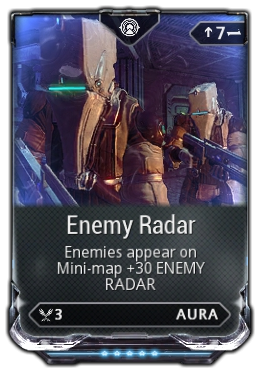 7
Enemy Radar
Enemies appear on
Mini-map +30 ENEMY
RADAR
3 AURA